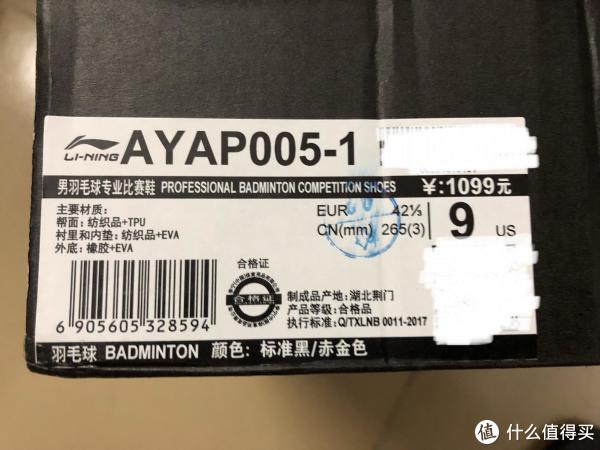 LI-NING AYAP005-1
男羽毛球专业比赛鞋 PROFESSIONAL BADMINTON COMPETITION SHOES ¥:1099元
主要材质:
帮面: 纺织品+TPU
衬里和内垫: 纺织品+EVA
外底: 橡胶+EVA
EUR 42⅓
CN(mm) 265(3)
9 US
合格证
合格证
6 905605 328594
制成品产地: 湖北荆门
产品等级: 合格品
执行标准: Q/TXLNB 0011-2017
羽毛球 BADMINTON 颜色: 标准黑/赤金色
值 什么值得买